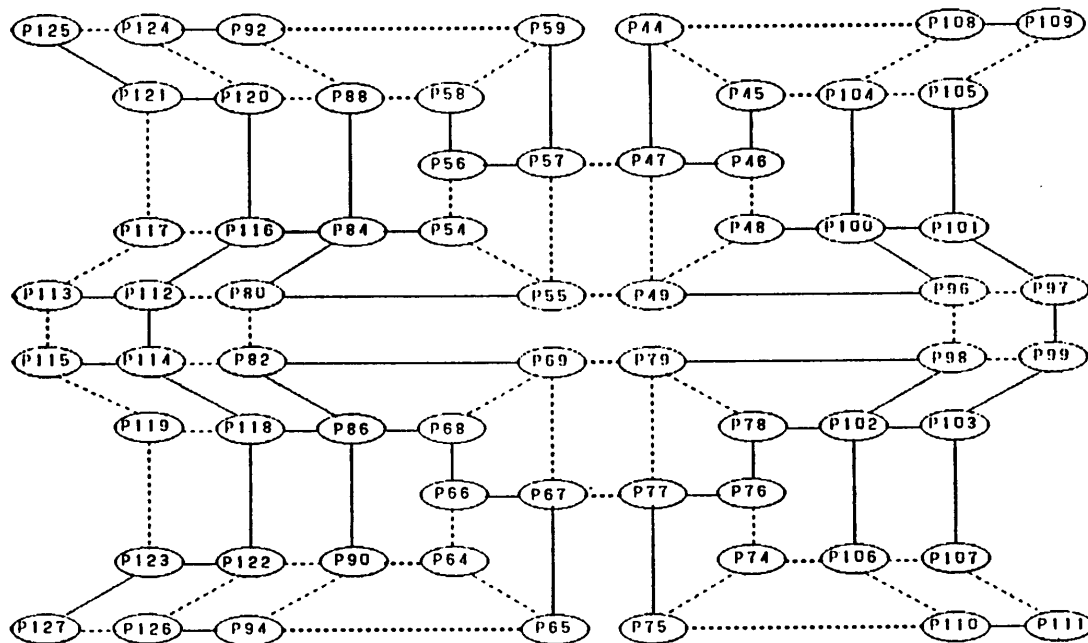 P125 P124 P92 P59 P44 P108 P109
P121 P120 P88 P58 P45 P104 P105
P56 P57 P47 P46
P117 P116 P84 P54 P48 P100 P101
P113 P112 P80 P55 P49 P96 P97
P115 P114 P82 P69 P79 P98 P99
P119 P118 P86 P68 P78 P102 P103
P66 P67 P77 P76
P123 P122 P90 P64 P74 P106 P107
P127 P126 P94 P65 P75 P110 P111